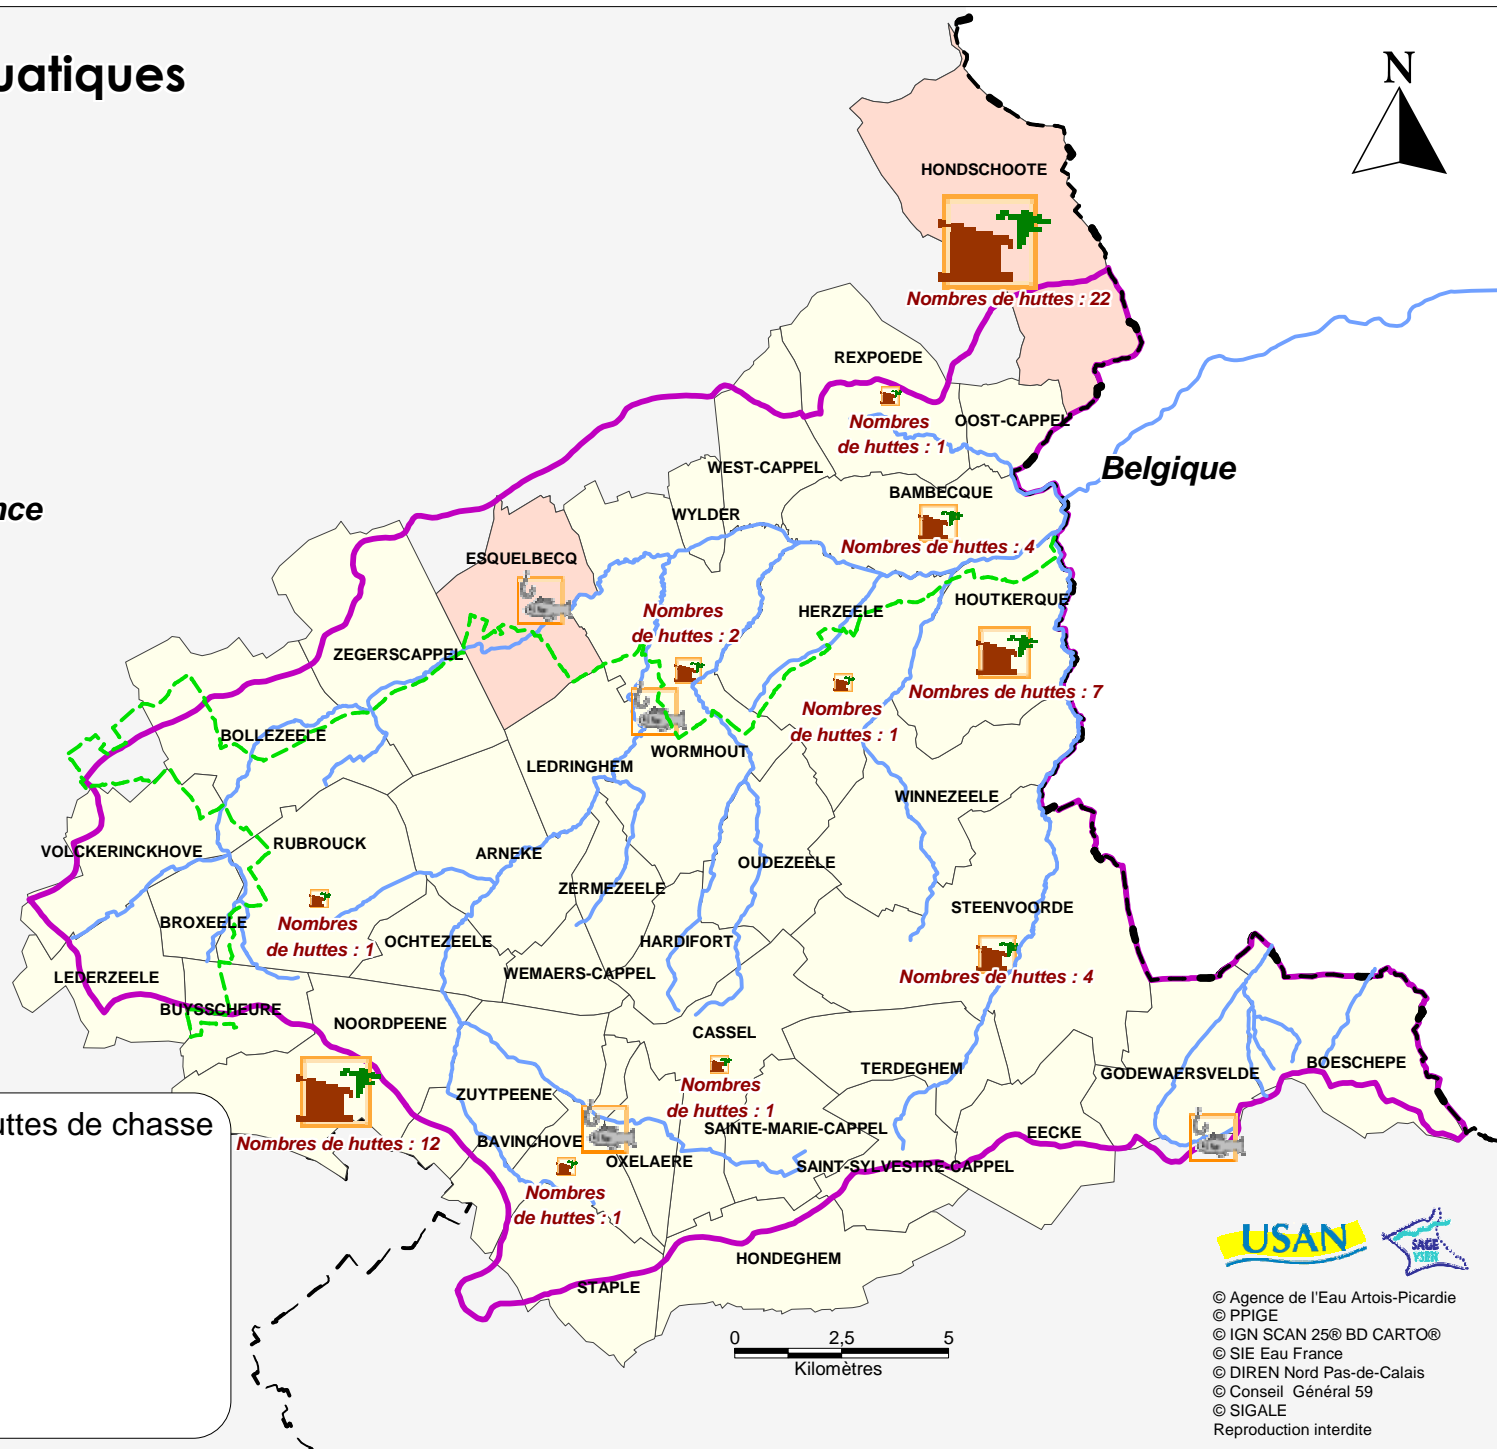 uatiques
N
HONDSCHOOTE
Nombres de huttes : 22
REXPOEDE
Nombres
de huttes : 1
OOST-CAPPEL
WEST-CAPPEL
Belgique
BAMBECQUE
nce
WYLDER
Nombres de huttes : 4
ESQUELBECQ
HOUTKERQUE
Nombres
de huttes : 2
HERZEELE
ZEGERSCAPPEL
Nombres de huttes : 7
Nombres
de huttes : 1
BOLLEZEELE
WORMHOUT
LEDRINGHEM
WINNEZEELE
RUBROUCK
VOLCKERINCKHOVE
ARNEKE
OUDEZEELE
ZERMEZEELE
STEENVOORDE
BROXEELE
Nombres
de huttes : 1
OCHTEZEELE
HARDIFORT
WEMAERS-CAPPEL
LEDERZEELE
Nombres de huttes : 4
BUYSSCHEURE
NOORDPEENE
CASSEL
TERDEGHEM
BOESCHEPE
GODEWAERSVELDE
Nombres
de huttes : 1
ZUYTPEENE
uttes de chasse
SAINTE-MARIE-CAPPEL
EECKE
Nombres de huttes : 12
BAVINCHOVE
OXELAERE
SAINT-SYLVESTRE-CAPPEL
Nombres
de huttes : 1
HONDEGHEM
STAPLE
USAN
SAGE
YSER
0 2,5 5
Kilomètres
© Agence de l'Eau Artois-Picardie
© PPIGE
© IGN SCAN 25® BD CARTO®
© SIE Eau France
© DIREN Nord Pas-de-Calais
© Conseil Général 59
© SIGALE
Reproduction interdite